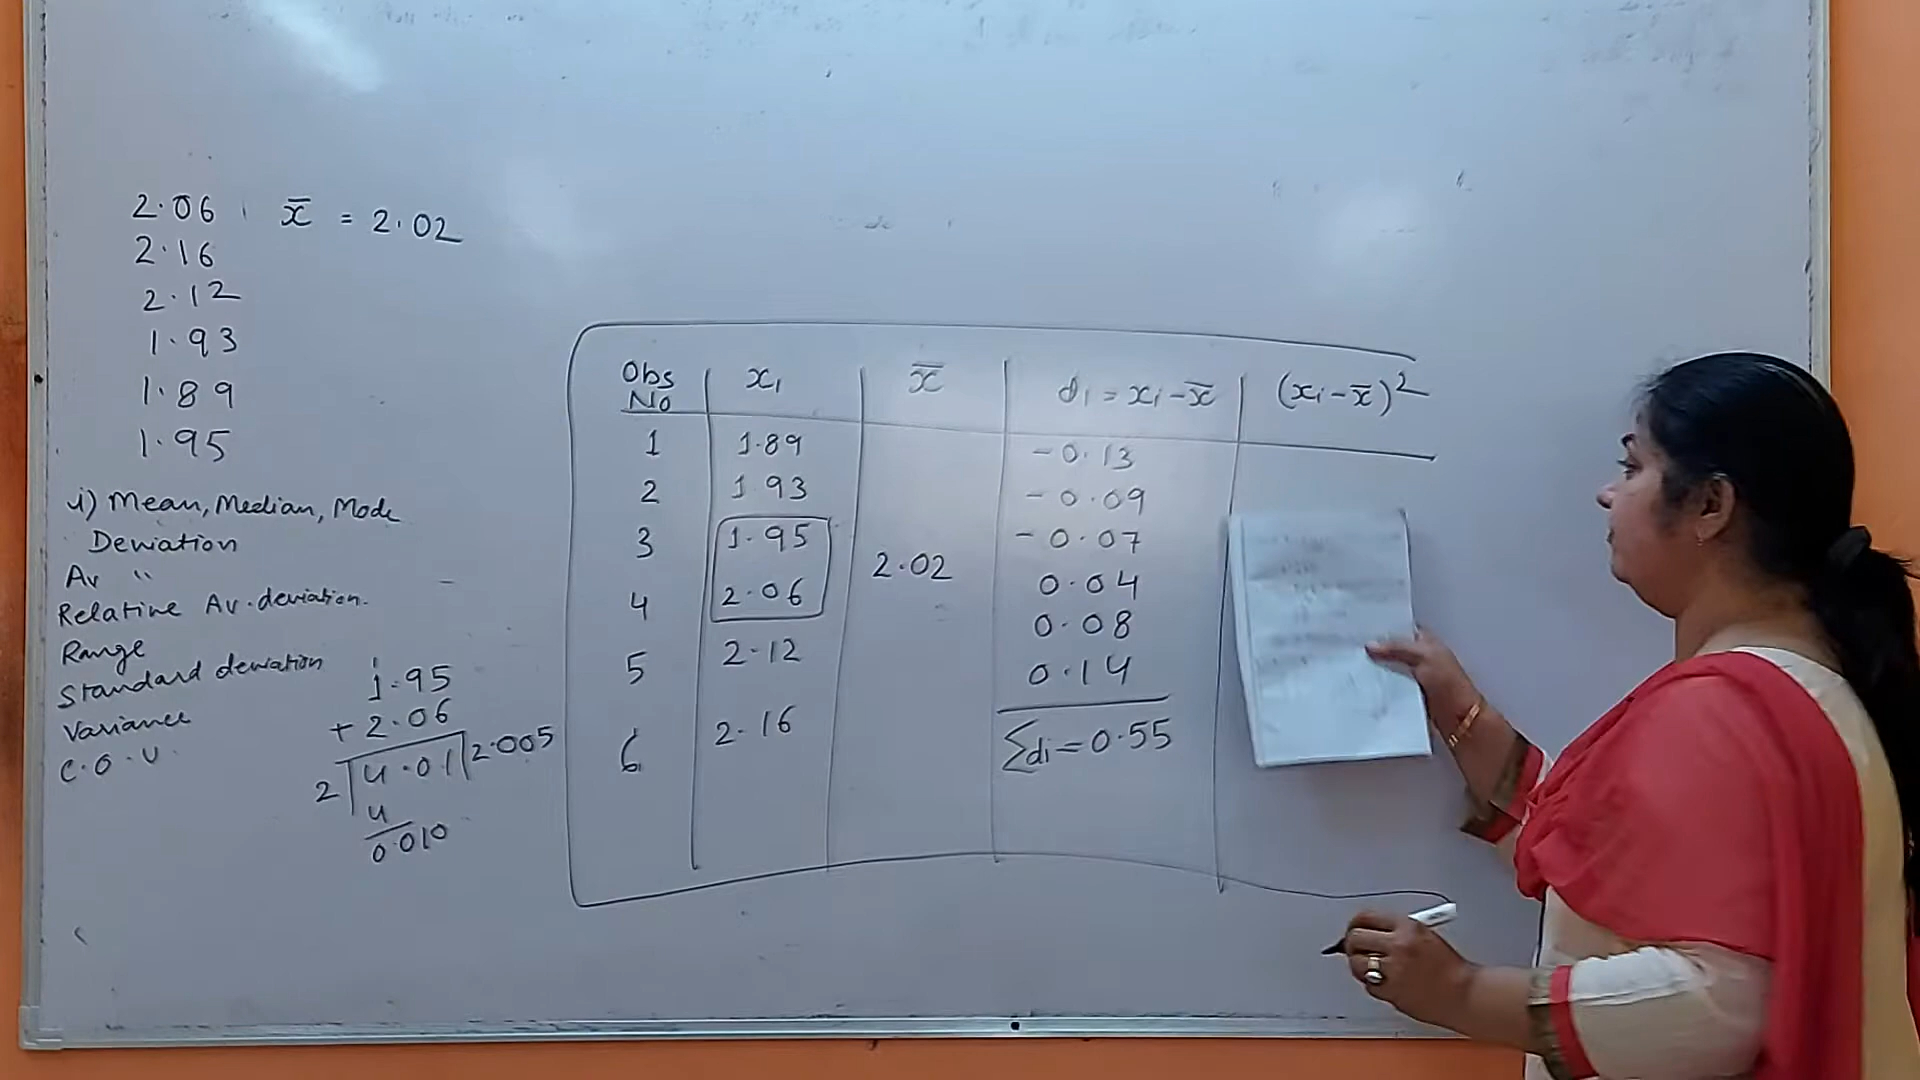 2.06, x̄ = 2.02
2.16
2.12
1.93
1.89
1.95
i) Mean, Median, Mode
Deviation
Av "
Relative Av. deviation.
Range
Standard deviation
Variance
C.O.V.
1.95
+ 2.06
2 4.01 2.005
4
0.010
Obs No x₁ x̄ d₁ = xᵢ - x̄ (xᵢ - x̄)²
1 1.89 -0.13
2 1.93 -0.09
3 1.95 -0.07
2.02
4 2.06 0.04
5 2.12 0.08
6 2.16 0.14
∑di = 0.55